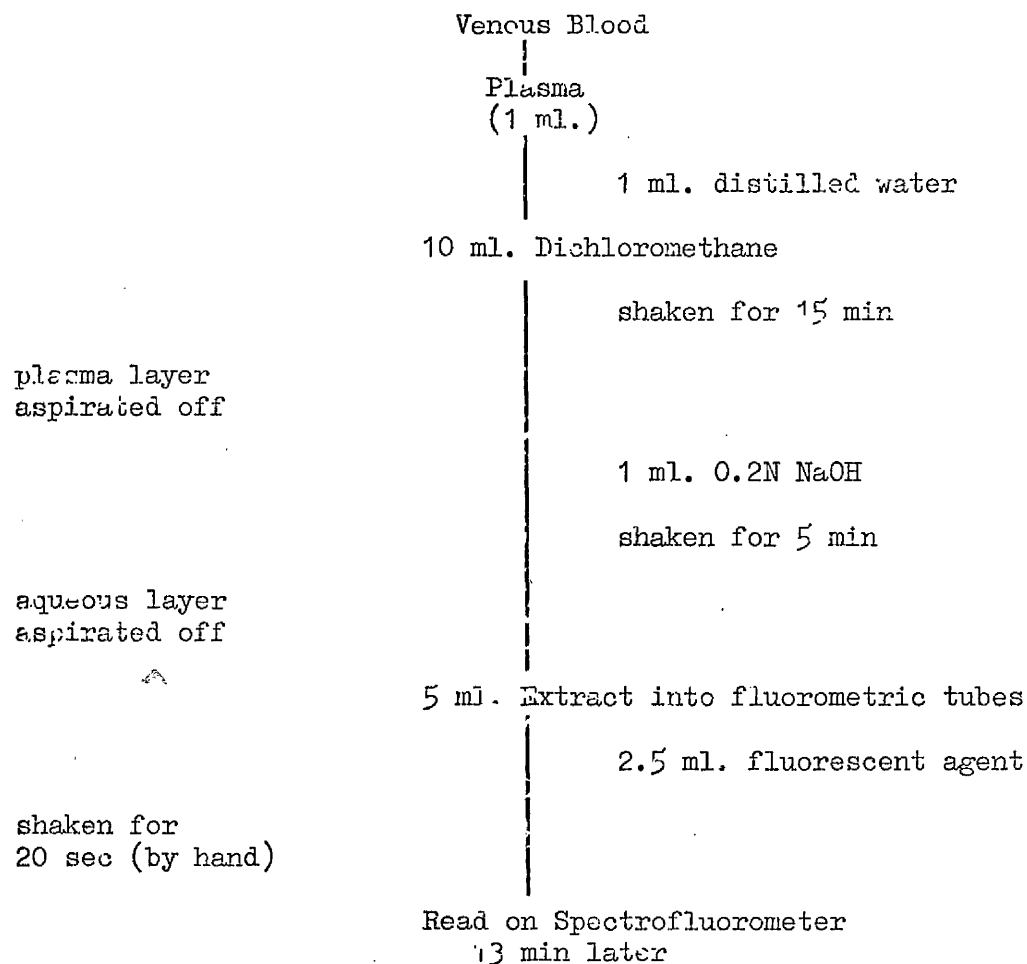 Venous Blood
Plasma
(1 ml.)
1 ml. distilled water
10 ml. Dichloromethane
shaken for 15 min
plasma layer
aspirated off
1 ml. 0.2N NaOH
shaken for 5 min
aqueous layer
aspirated off
5 ml. Extract into fluorometric tubes
2.5 ml. fluorescent agent
shaken for
20 sec (by hand)
Read on Spectrofluorometer
13 min later